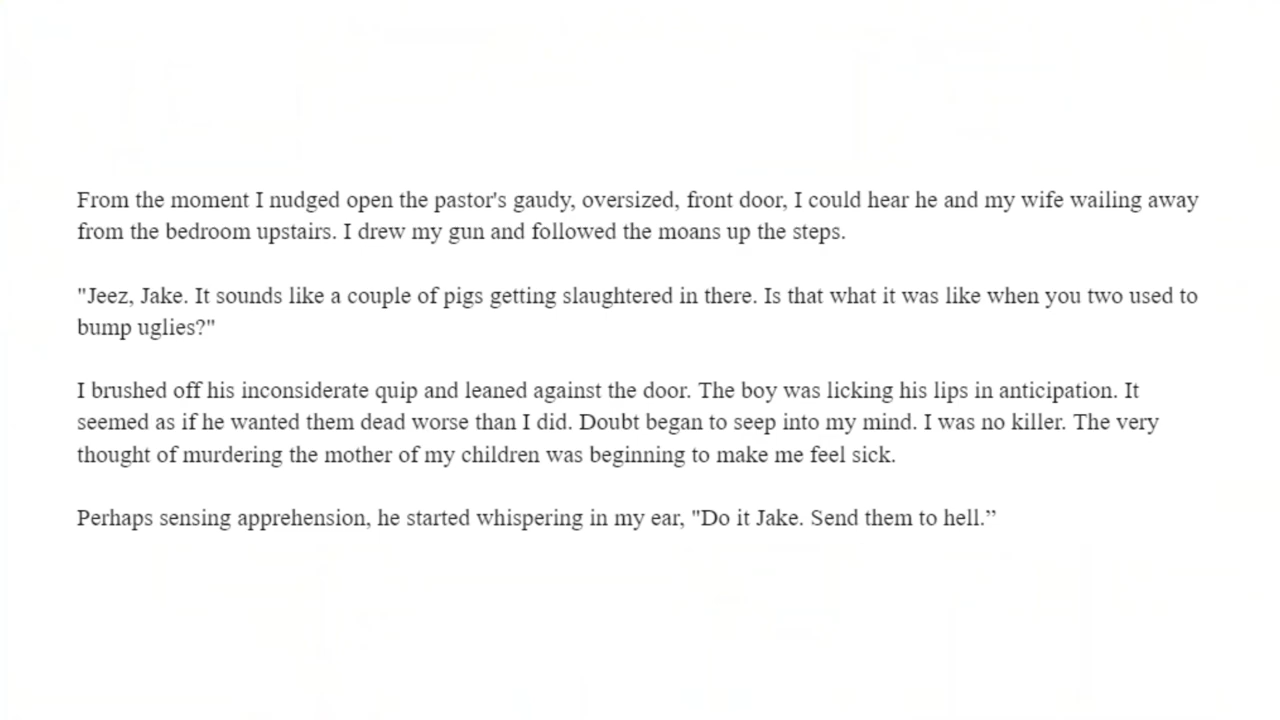 From the moment I nudged open the pastor's gaudy, oversized, front door, I could hear he and my wife wailing away
from the bedroom upstairs. I drew my gun and followed the moans up the steps.
"Jeez, Jake. It sounds like a couple of pigs getting slaughtered in there. Is that what it was like when you two used to
bump uglies?"
I brushed off his inconsiderate quip and leaned against the door. The boy was licking his lips in anticipation. It
seemed as if he wanted them dead worse than I did. Doubt began to seep into my mind. I was no killer. The very
thought of murdering the mother of my children was beginning to make me feel sick.
Perhaps sensing apprehension, he started whispering in my ear, "Do it Jake. Send them to hell.”